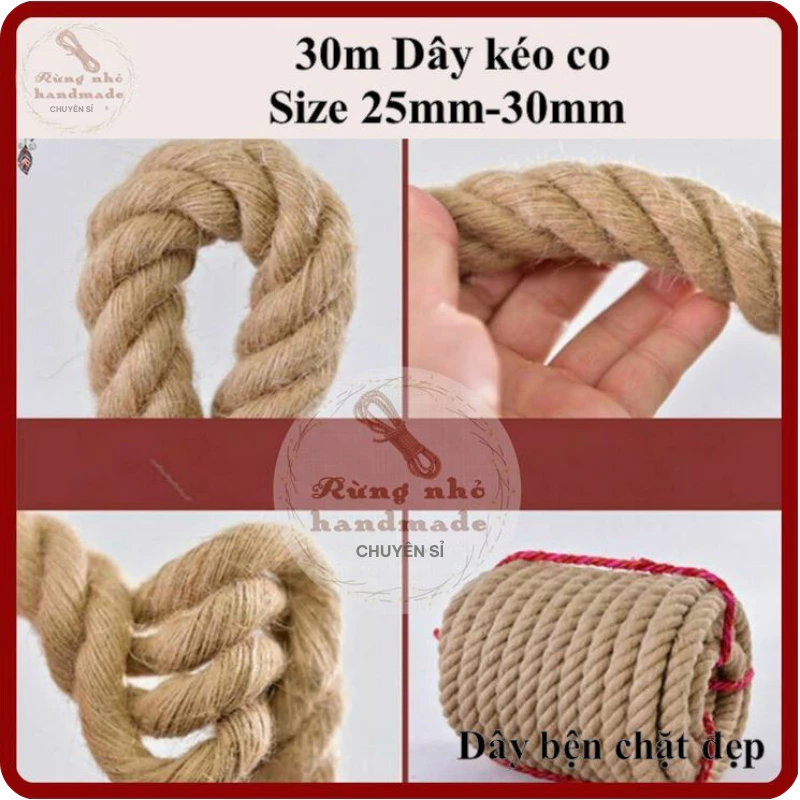 Rừng nhỏ
handmade
CHUYÊN SỈ
30m Dây kéo co
Size 25mm-30mm
Rừng nhỏ
handmade
CHUYÊN SỈ
Dây bện chặt đẹp